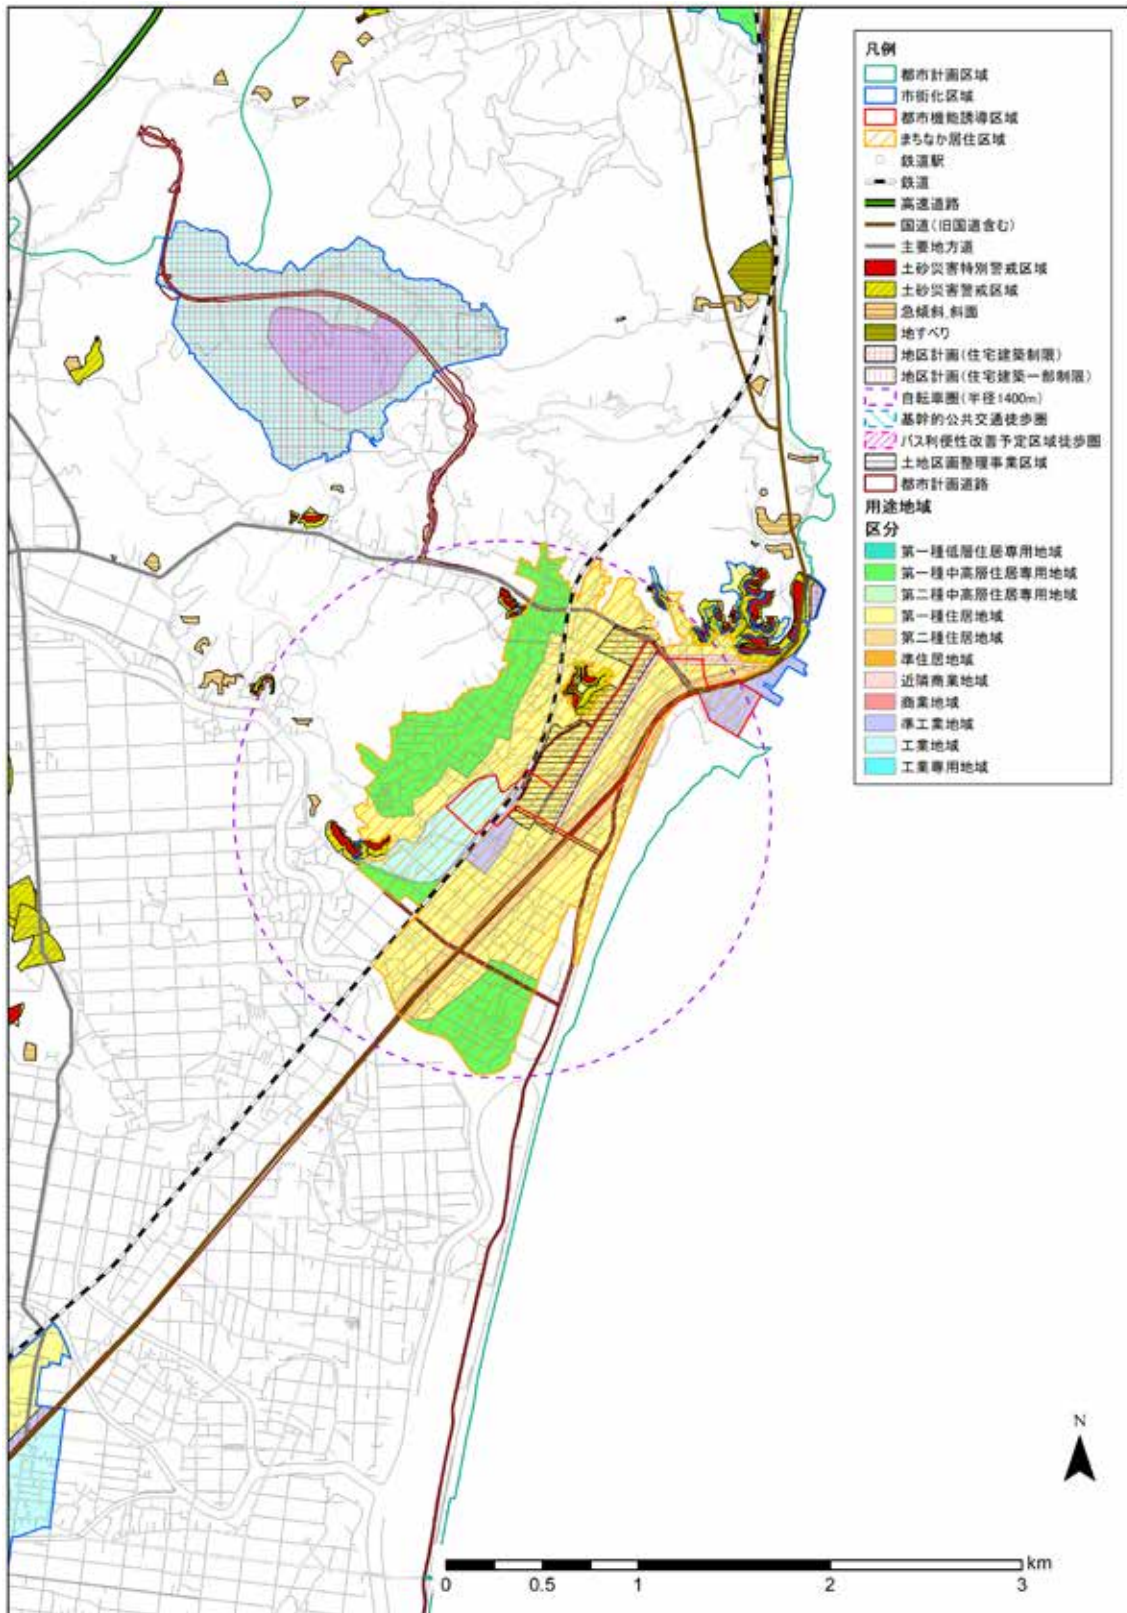 凡例
都市計画区域
市街化区域
都市機能誘導区域
まちなか居住区域
鉄道駅
鉄道
高速道路
国道(旧国道含む)
主要地方道
土砂災害特別警戒区域
土砂災害警戒区域
急傾斜_斜面
地すべり
地区計画(住宅建築制限)
地区計画(住宅建築一部制限)
自転車圏(半径1400m)
基幹的公共交通徒歩圏
バス利便性改善予定区域徒歩圏
土地区画整理事業区域
都市計画道路
用途地域
区分
第一種低層住居専用地域
第一種中高層住居専用地域
第二種中高層住居専用地域
第一種住居地域
第二種住居地域
準住居地域
近隣商業地域
商業地域
準工業地域
工業地域
工業専用地域
N
km
0 0.5 1 2 3